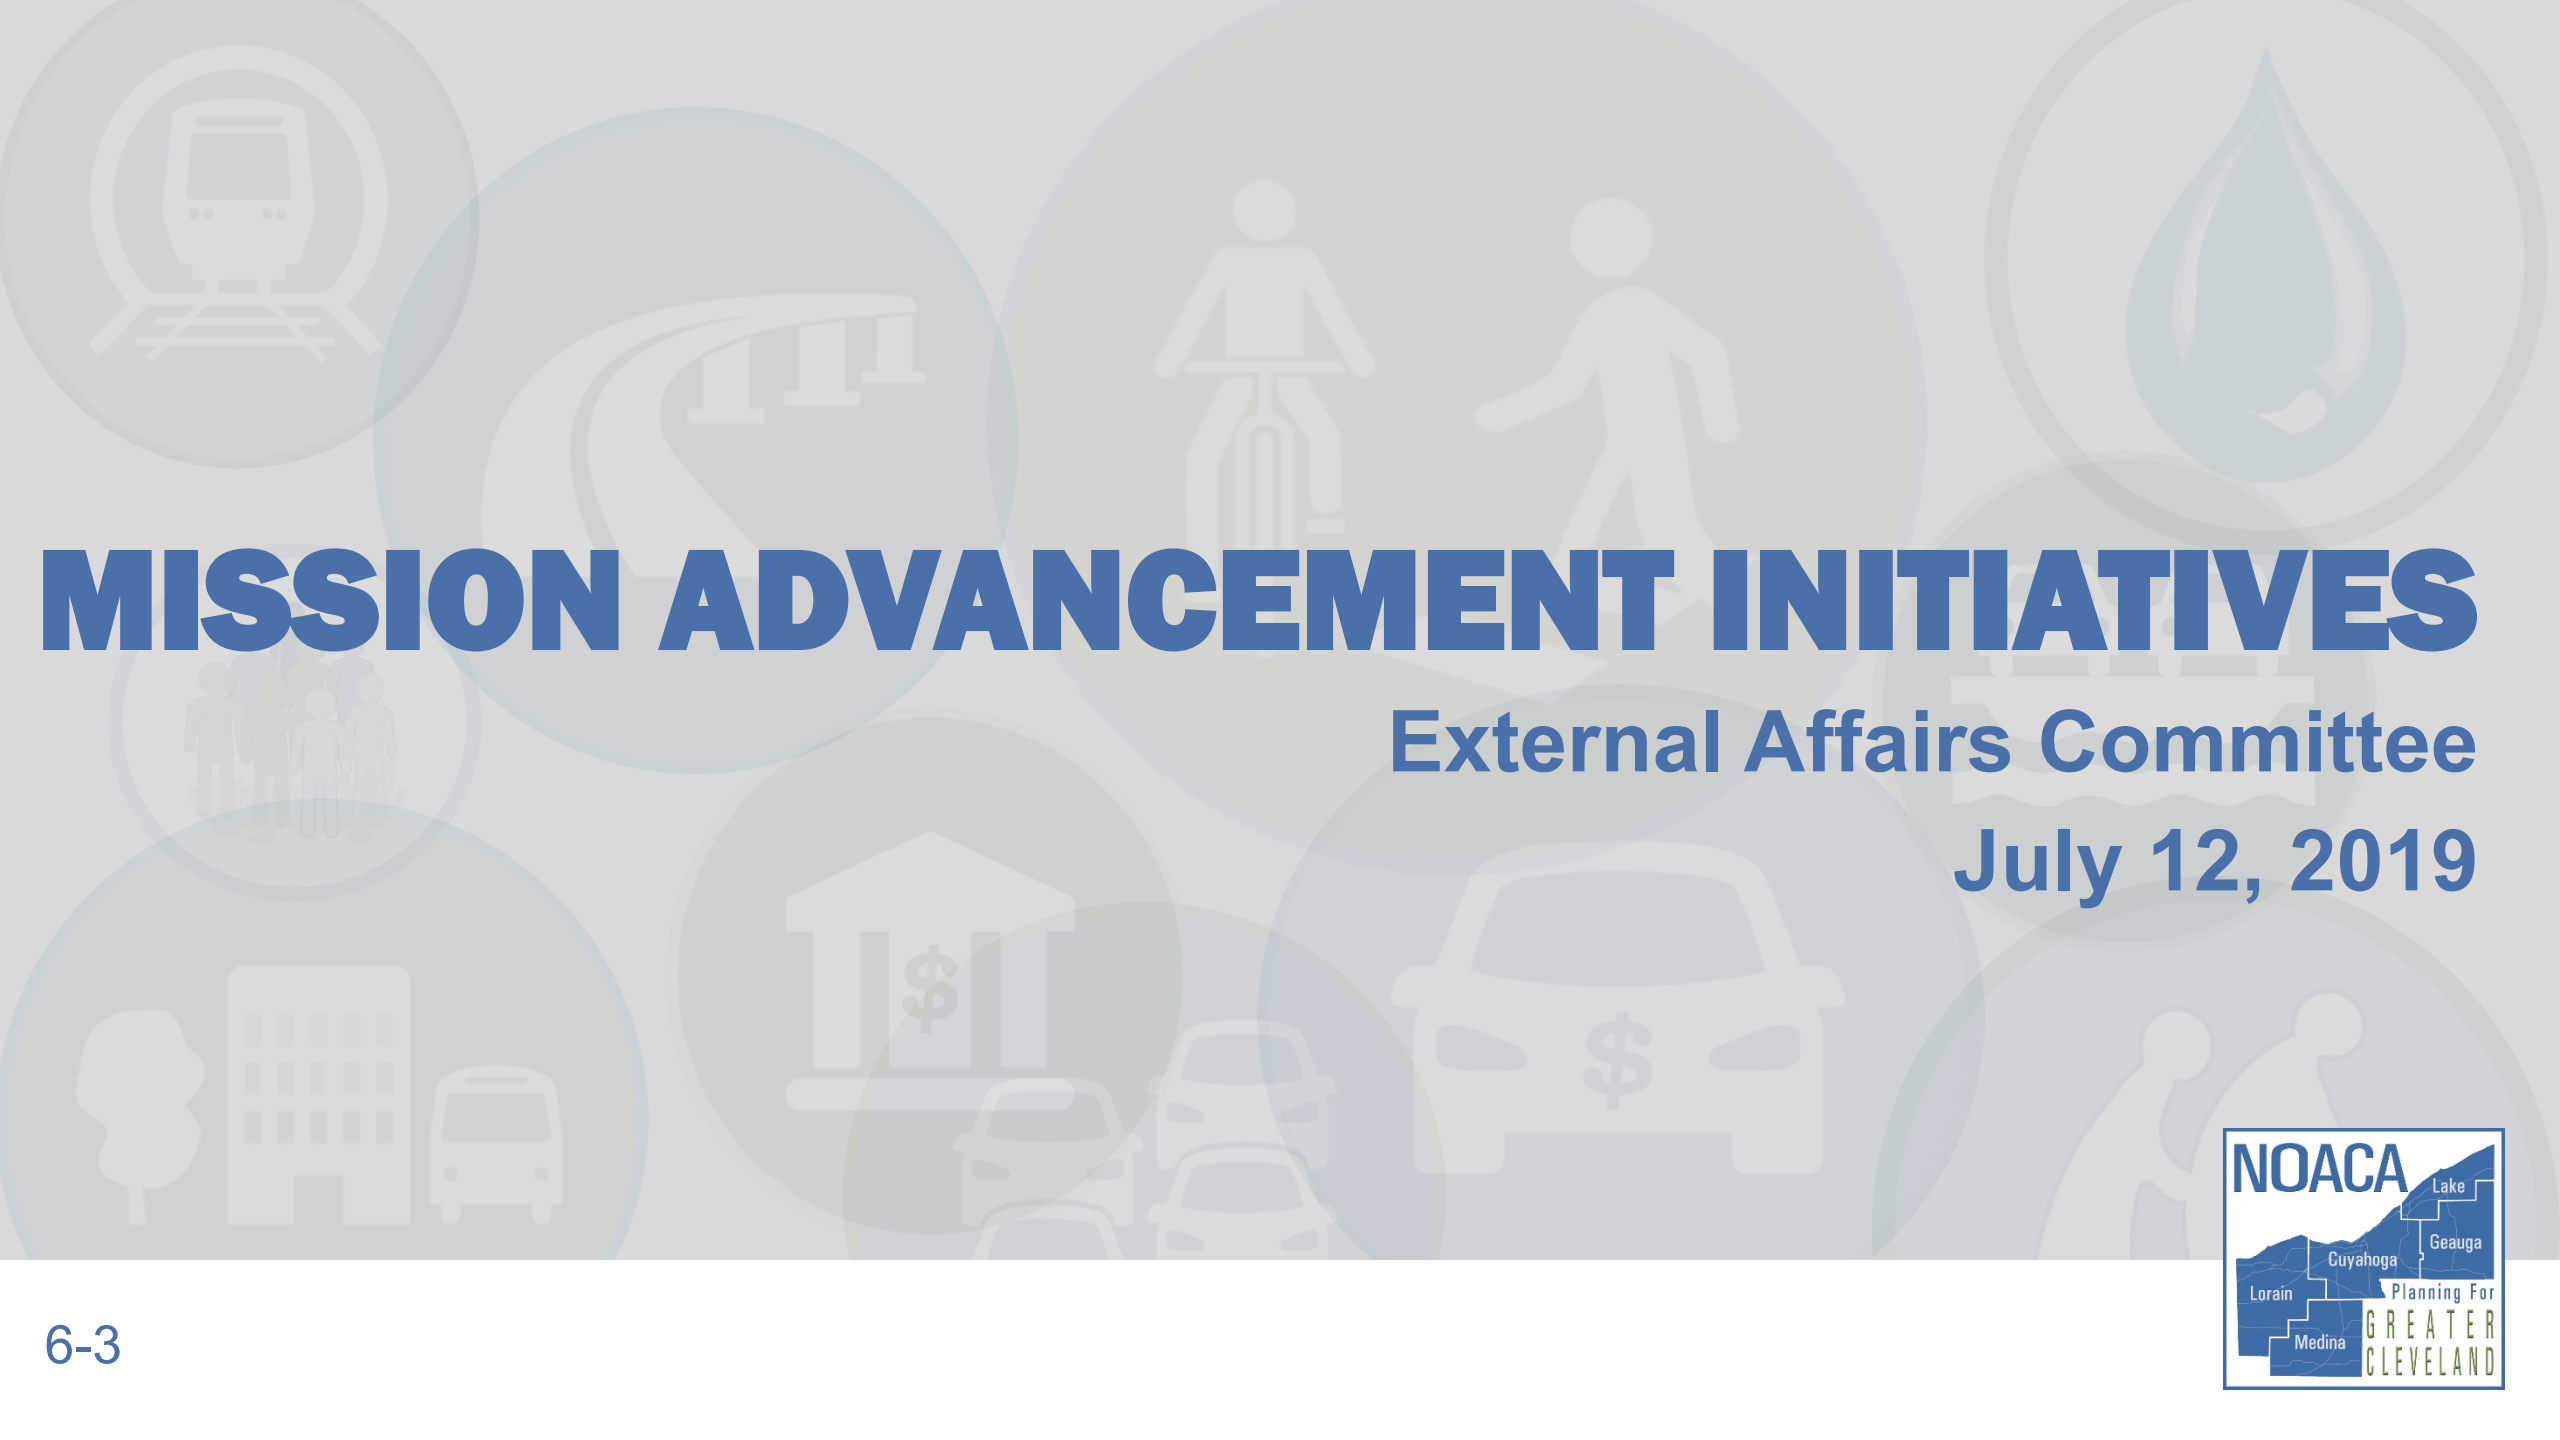 MISSION ADVANCEMENT INITIATIVES
External Affairs Committee
July 12, 2019
$
$
6-3
NOACA
Lake
Geauga
Cuyahoga
Lorain
Medina
Planning For
GREATER
CLEVELAND